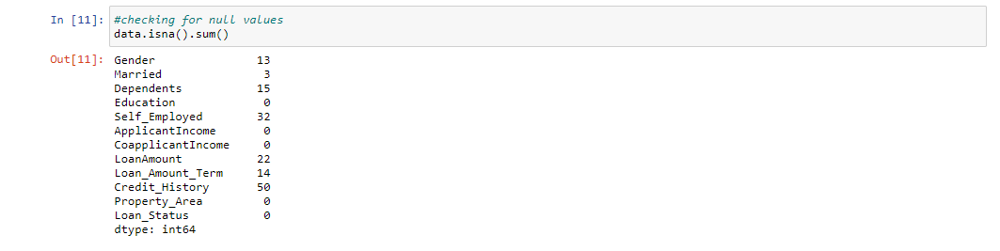 In [11]: #checking for null values
data.isna().sum()
Out[11]: Gender 13
Married 3
Dependents 15
Education 0
Self_Employed 32
ApplicantIncome 0
CoapplicantIncome 0
LoanAmount 22
Loan_Amount_Term 14
Credit_History 50
Property_Area 0
Loan_Status 0
dtype: int64